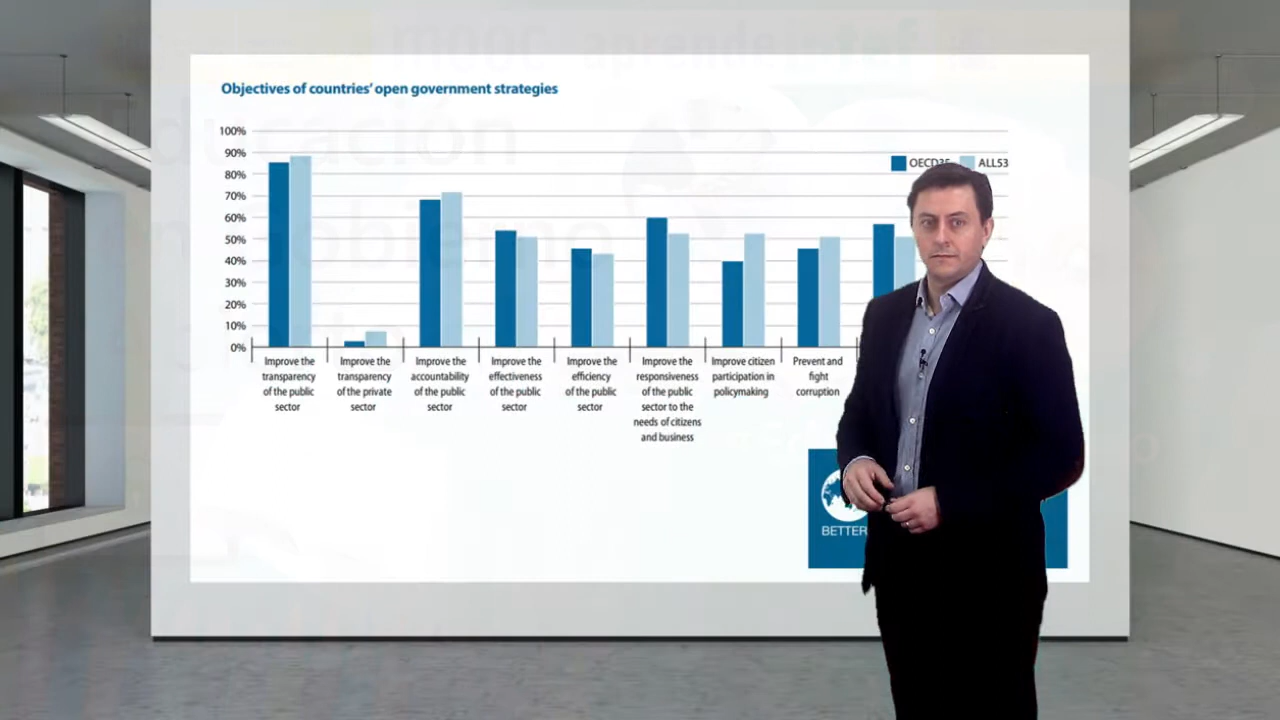 mooc aprender inf
Educación
Objectives of countries' open government strategies
100%
90%
80%
70%
60%
50%
40%
30%
20%
10%
0%
OECD35
ALL53
Improve the
transparency
of the public
sector
Improve the
transparency
of the private
sector
Improve the
accountability
of the public
sector
Improve the
effectiveness
of the public
sector
Improve the
efficiency
of the public
sector
Improve the
responsiveness
of the public
sector to the
needs of citizens
and business
Improve citizen
participation in
policymaking
Prevent and
fight
corruption
BETTER